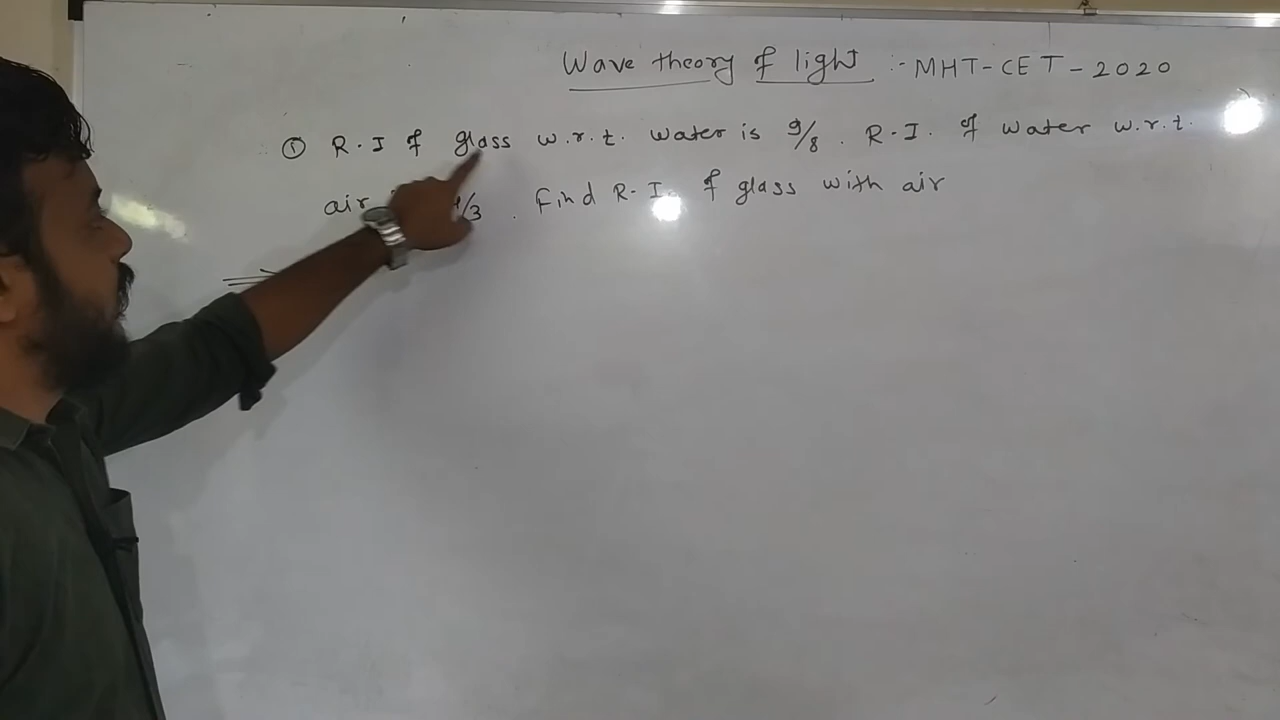 Wave theory of light :- MHT-CET-2020
① R.I of glass w.r.t. water is 9/8 . R.I. of water w.r.t.
air /3 . Find R.I. of glass with air